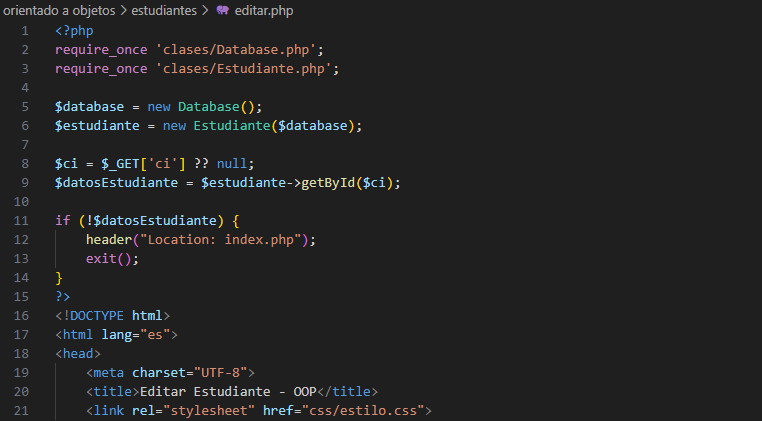 orientado a objetos > estudiantes > editar.php
1 <?php
2 require_once 'clases/Database.php';
3 require_once 'clases/Estudiante.php';
4
5 $database = new Database();
6 $estudiante = new Estudiante($database);
7
8 $ci = $_GET['ci'] ?? null;
9 $datosEstudiante = $estudiante->getById($ci);
10
11 if (!$datosEstudiante) {
12     header("Location: index.php");
13     exit();
14 }
15 ?>
16 <!DOCTYPE html>
17 <html lang="es">
18 <head>
19     <meta charset="UTF-8">
20     <title>Editar Estudiante - OOP</title>
21     <link rel="stylesheet" href="css/estilo.css">